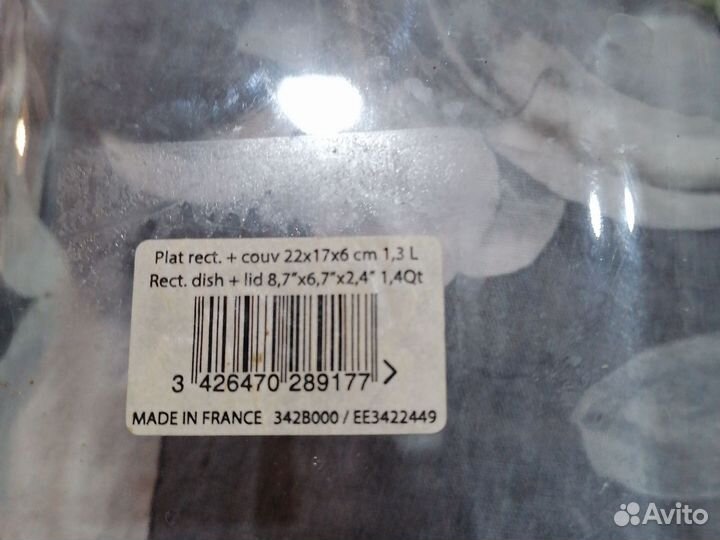 Plat rect. + couv 22x17x6 cm 1,3 L
Rect. dish + lid 8,7"x6,7"x2,4" 1,4Qt
3 426470 289177 >
MADE IN FRANCE 342B000 / EE3422449
Avito